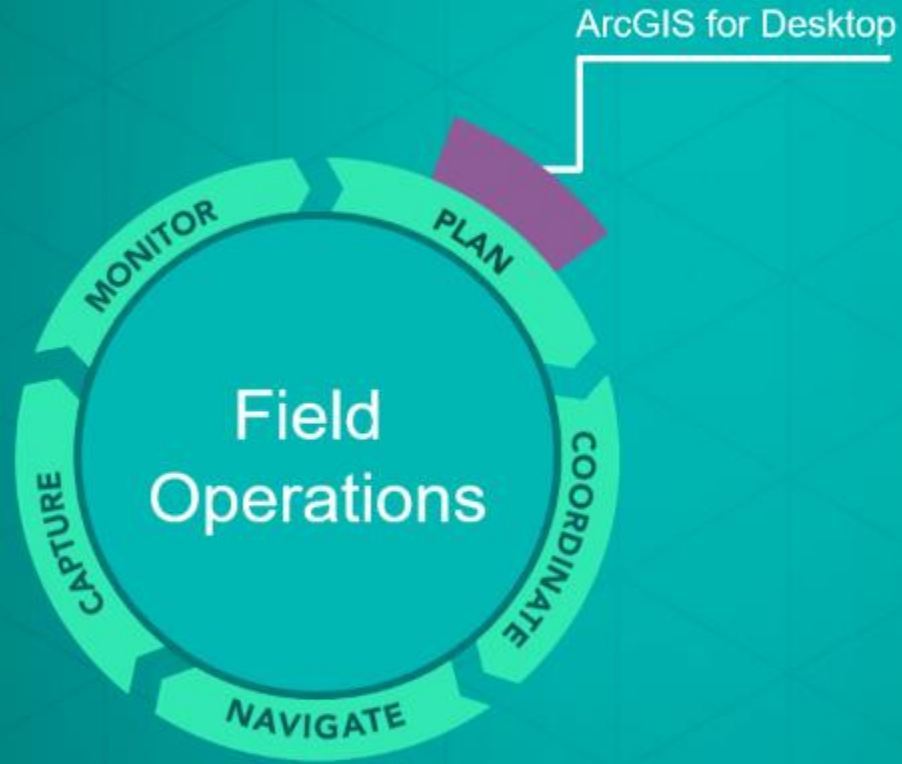 ArcGIS for Desktop
MONITOR
PLAN
Field
Operations
COORDINATE
CAPTURE
NAVIGATE